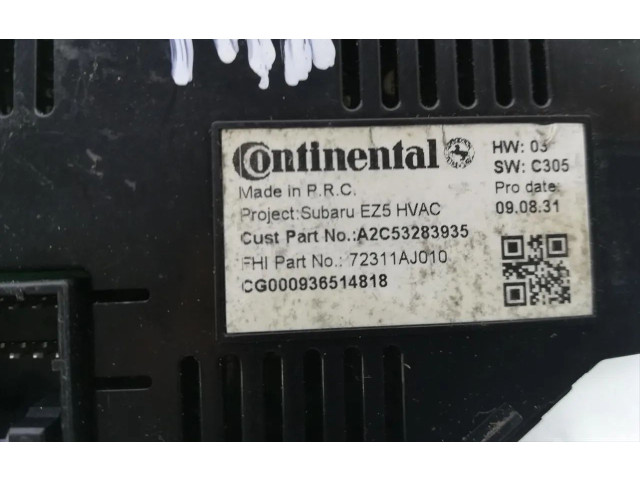 Continental
HW: 03
SW: C305
Made in P.R.C.
Pro date:
Project:Subaru EZ5 HVAC
09.08.31
Cust Part No.:A2C53283935
FHI Part No.: 72311AJ010
CG000936514818